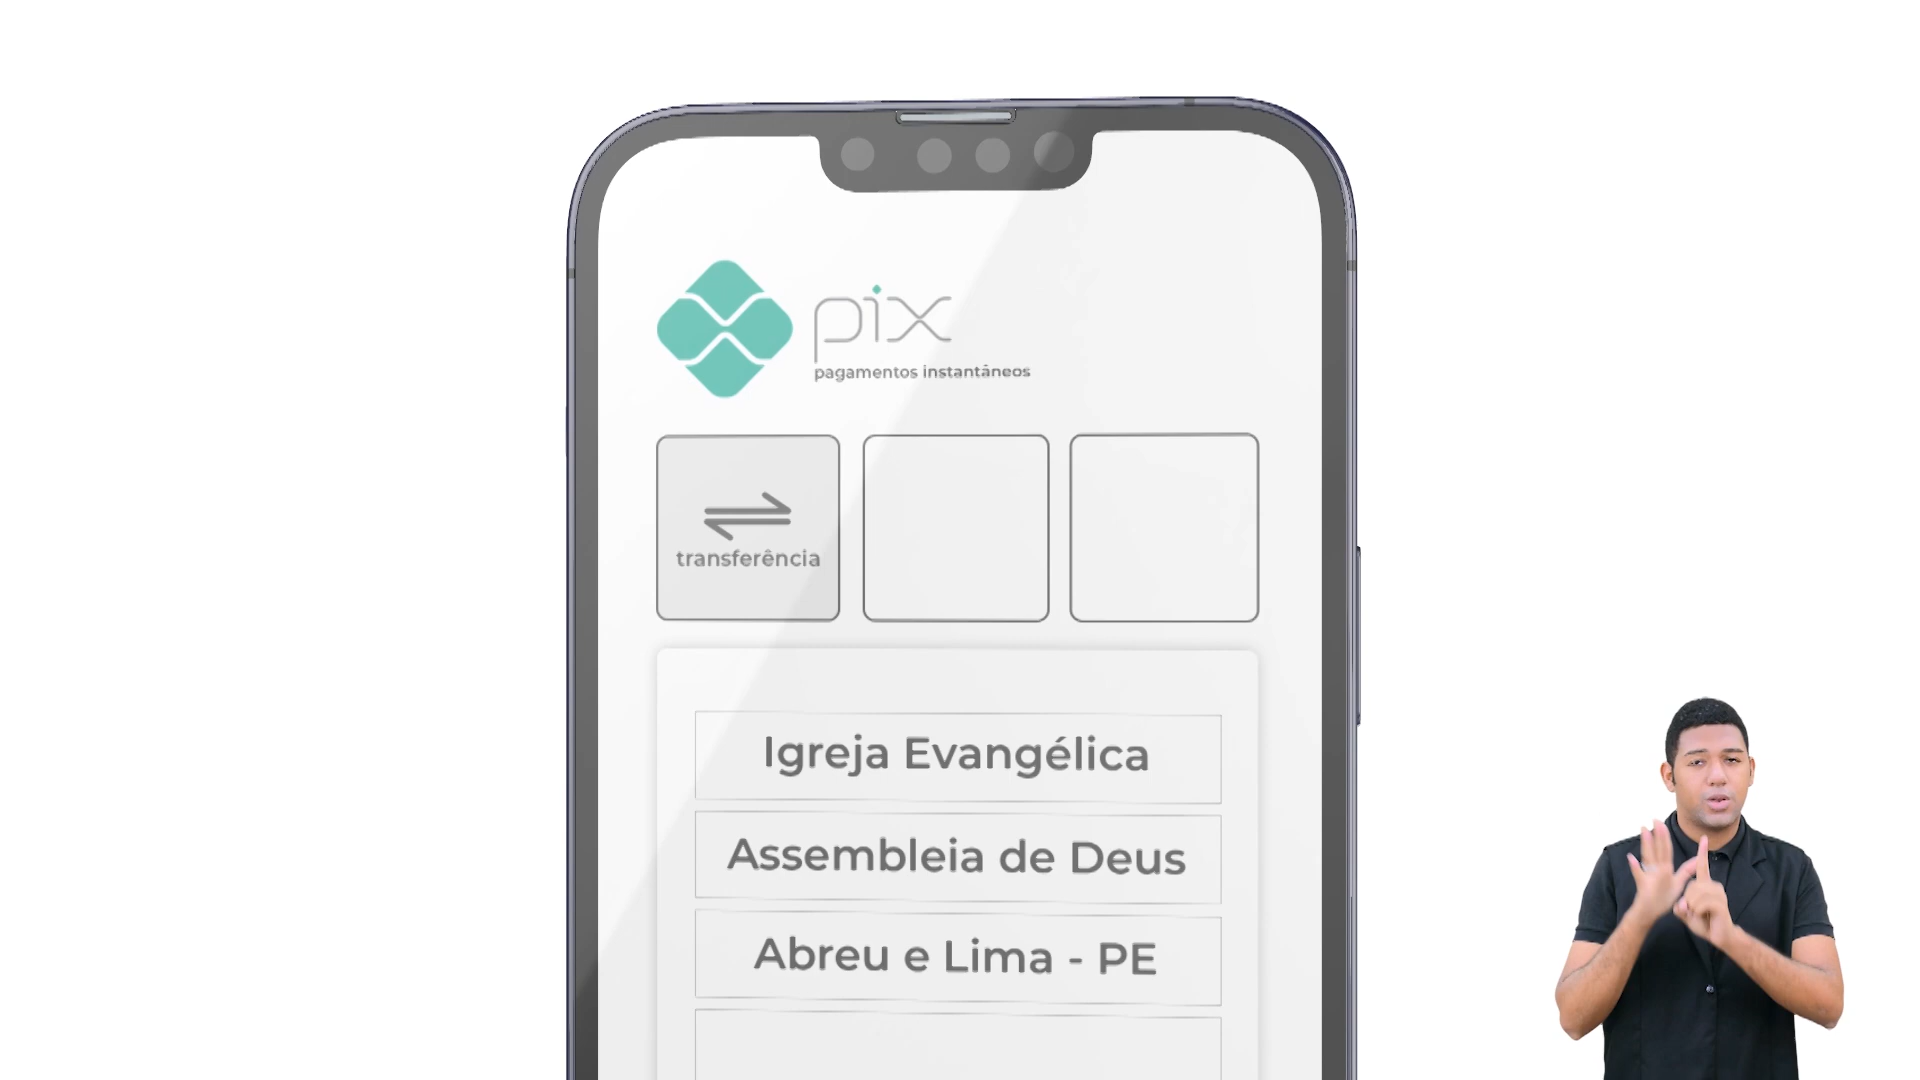 pix
pagamentos instantâneos
transferência
Igreja Evangélica
Assembleia de Deus
Abreu e Lima - PE